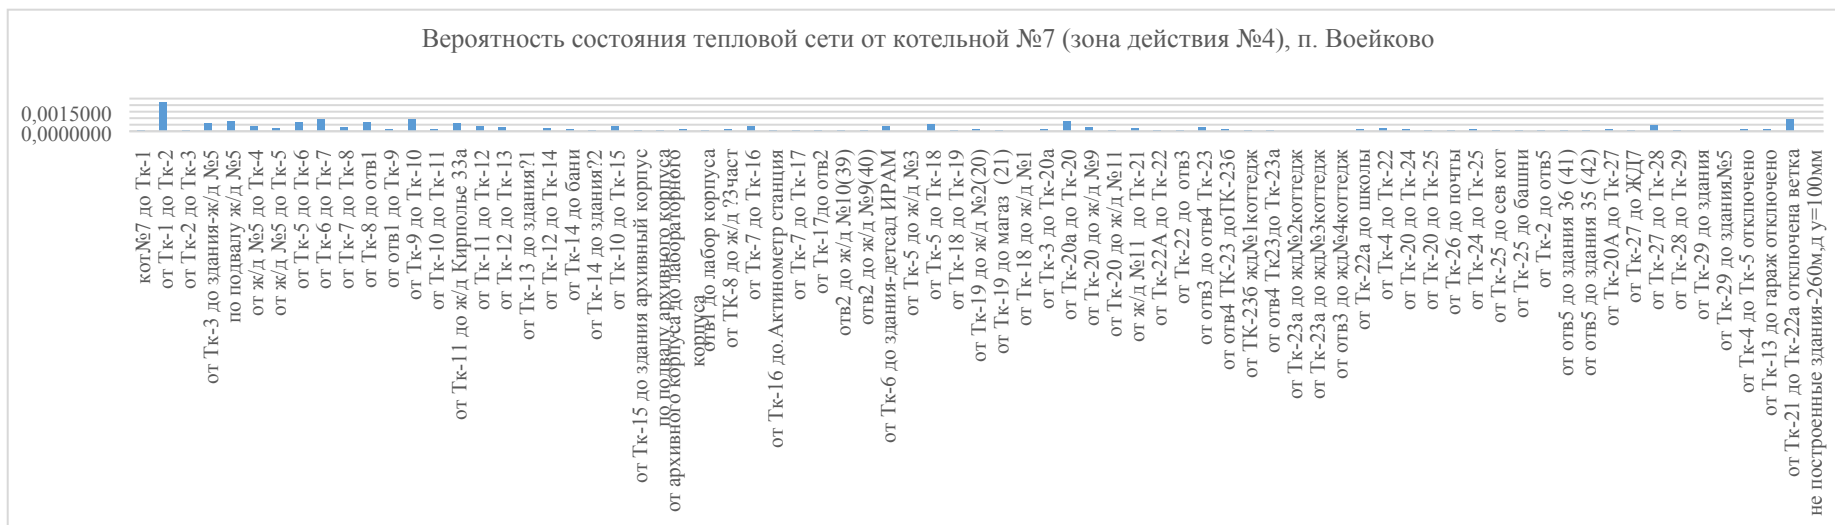 Вероятность состояния тепловой сети от котельной №7 (зона действия №4), п. Воейково
0,0015000
0,0000000
кот№7 до Тк-1
от Тк-1 до Тк-2
от Тк-2 до Тк-3
от Тк-3 до здания-ж/д №5
по подвалу ж/д №5
от ж/д №5 до Тк-4
от ж/д №5 до Тк-5
от Тк-5 до Тк-6
от Тк-6 до Тк-7
от Тк-7 до Тк-8
от Тк-8 до отв1
от отв1 до Тк-9
от Тк-9 до Тк-10
от Тк-10 до Тк-11
от Тк-11 до ж/д Кирполье 33а
от Тк-11 до Тк-12
от Тк-12 до Тк-13
от Тк-13 до здания?1
от Тк-12 до Тк-14
от Тк-14 до бани
от Тк-14 до здания?2
от Тк-10 до Тк-15
от Тк-15 до здания архивный корпус
по подвалу архивного корпуса
от архивного корпуса до лабораторного
корпуса
отв1 до лабор корпуса
от ТК-8 до ж/д ?3част
от Тк-7 до Тк-16
от Тк-16 до.Актинометр станция
от Тк-7 до Тк-17
от Тк-17до отв2
отв2 до ж/д №10(39)
отв2 до ж/д №9(40)
от Тк-6 до здания-детсад ИРАМ
от Тк-5 до ж/д №3
от Тк-5 до Тк-18
от Тк-18 до Тк-19
от Тк-19 до ж/д №2(20)
от Тк-19 до магаз (21)
от Тк-18 до ж/д №1
от Тк-3 до Тк-20а
от Тк-20а до Тк-20
от Тк-20 до ж/д №9
от Тк-20 до ж/д №11
от ж/д №11 до Тк-21
от Тк-22А до Тк-22
от Тк-22 до отв3
от отв3 до отв4 Тк-23
от отв4 ТК-23 доТК-23б
от ТК-23б жд№1коттедж
от отв4 Тк23до Тк-23а
от Тк-23а до жд№2коттедж
от Тк-23а до жд№3коттедж
от отв3 до жд№4коттедж
от Тк-22а до школы
от Тк-4 до Тк-22
от Тк-20 до Тк-24
от Тк-20 до Тк-25
от Тк-26 до почты
от Тк-24 до Тк-25
от Тк-25 до сев кот
от Тк-25 до башни
от Тк-2 до отв5
от отв5 до здания 36 (41)
от отв5 до здания 35 (42)
от Тк-20А до Тк-27
от Тк-27 до ЖД7
от Тк-27 до Тк-28
от Тк-28 до Тк-29
от Тк-29 до здания
от Тк-29 до здания№5
от Тк-4 до Тк-5 отключено
от Тк-13 до гараж отключено
от Тк-21 до Тк-22а отключена ветка
не построенные здания-260м,д у=100мм